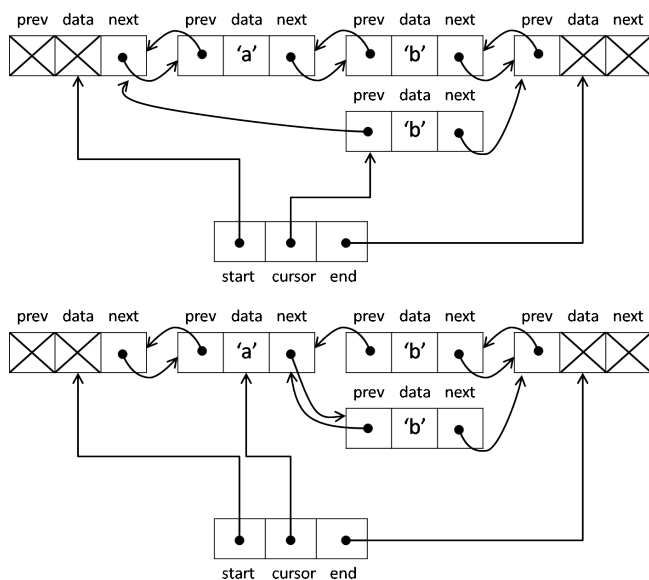 prev data next prev data next prev data next prev data next
‘a’ ‘b’
prev data next
‘b’
start cursor end
prev data next prev data next prev data next prev data next
‘a’ ‘b’
prev data next
‘b’
start cursor end